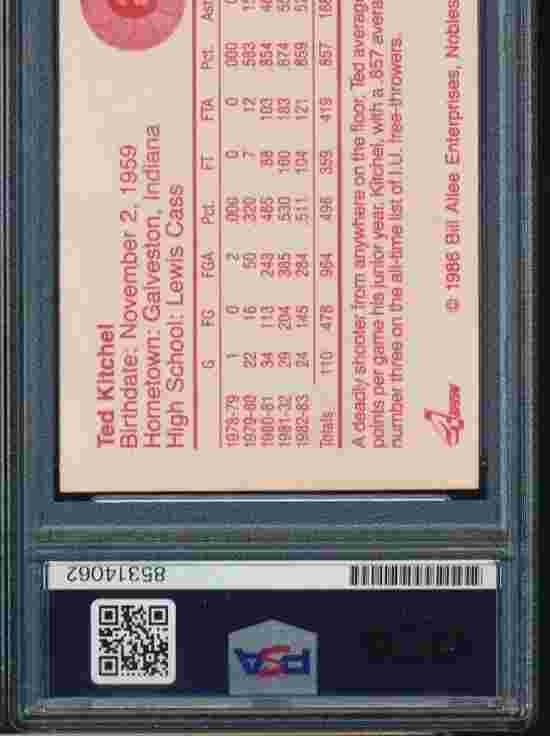 Ted Kitchel
Birthdate: November 2, 1959
Hometown: Galveston, Indiana
High School: Lewis Cass
G FG FGA Pct. FT FTA Pct. Ast
1978-79 1 0 2 .000 0 0 .000
1979-80 22 16 50 .320 7 12 .583
1980-81 34 113 243 .465 88 103 .854
1981-82 29 204 385 .530 160 183 .874
1982-83 24 145 284 .511 104 121 .859
Totals 110 478 964 .496 359 419 .857
A deadly shooter from anywhere on the floor, Ted average
points per game his junior year. Kitchel, with a .857 avera
number three on the all-time list of I.U. free-throwers.
© 1986 Bill Allee Enterprises, Nobles
85314062
PSA